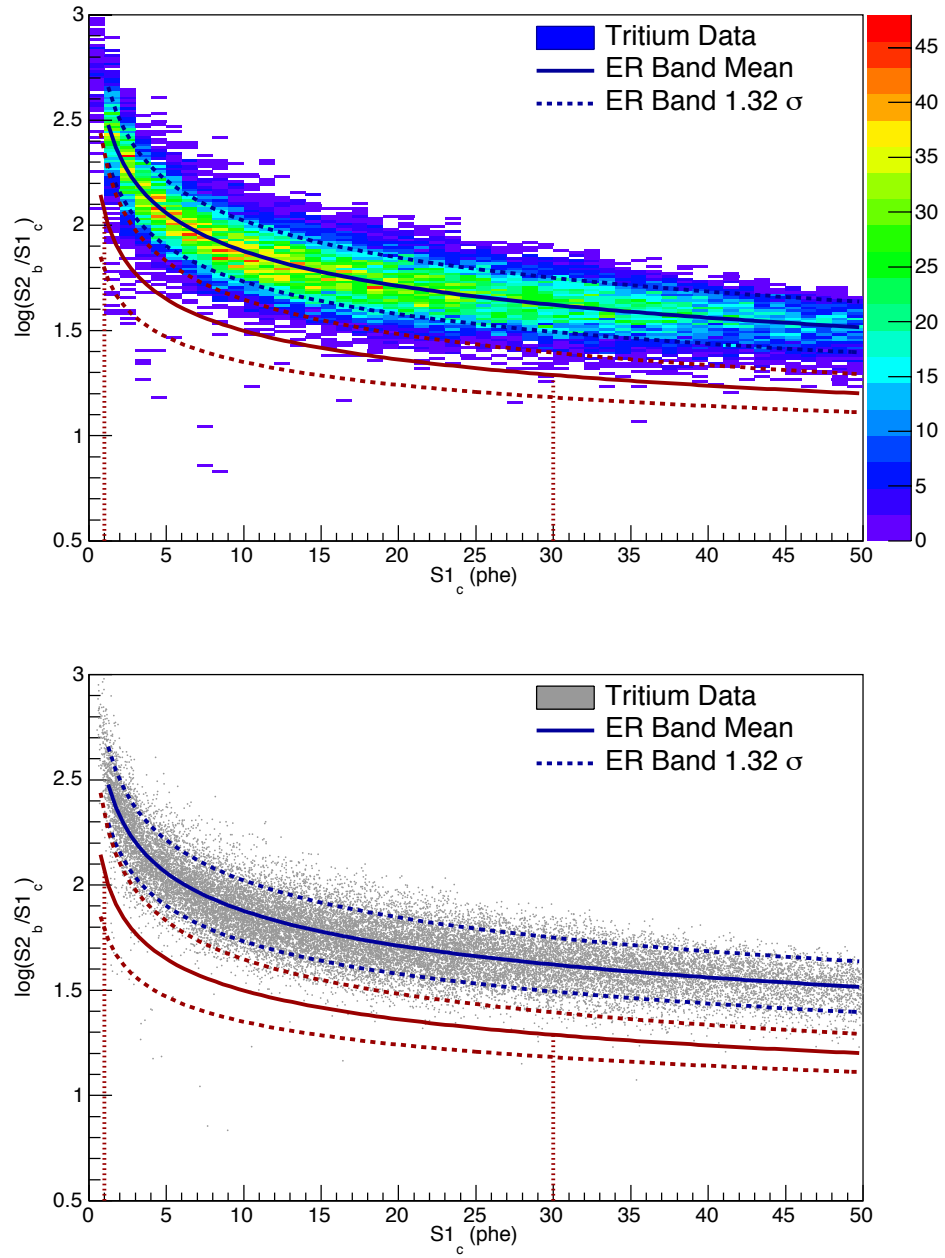 3
2.5
2
1.5
1
0.5
log(S2_b/S1_c)
Tritium Data
ER Band Mean
ER Band 1.32 σ
0 5 10 15 20 25 30 35 40 45 50
S1_c (phe)
45
40
35
30
25
20
15
10
5
0
3
2.5
2
1.5
1
0.5
log(S2_b/S1_c)
Tritium Data
ER Band Mean
ER Band 1.32 σ
0 5 10 15 20 25 30 35 40 45 50
S1_c (phe)